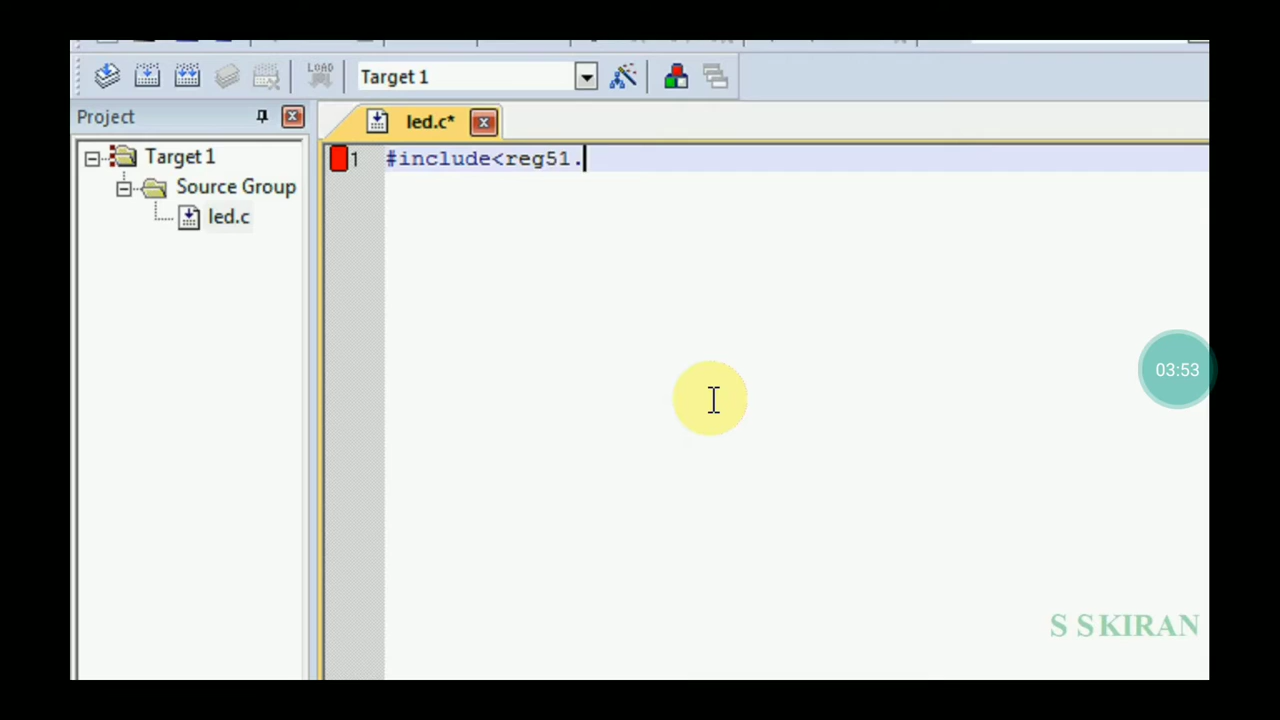 LOAD
Target 1
Project
led.c*
Target 1
1
#include<reg51.
Source Group
led.c
03:53
S S KIRAN